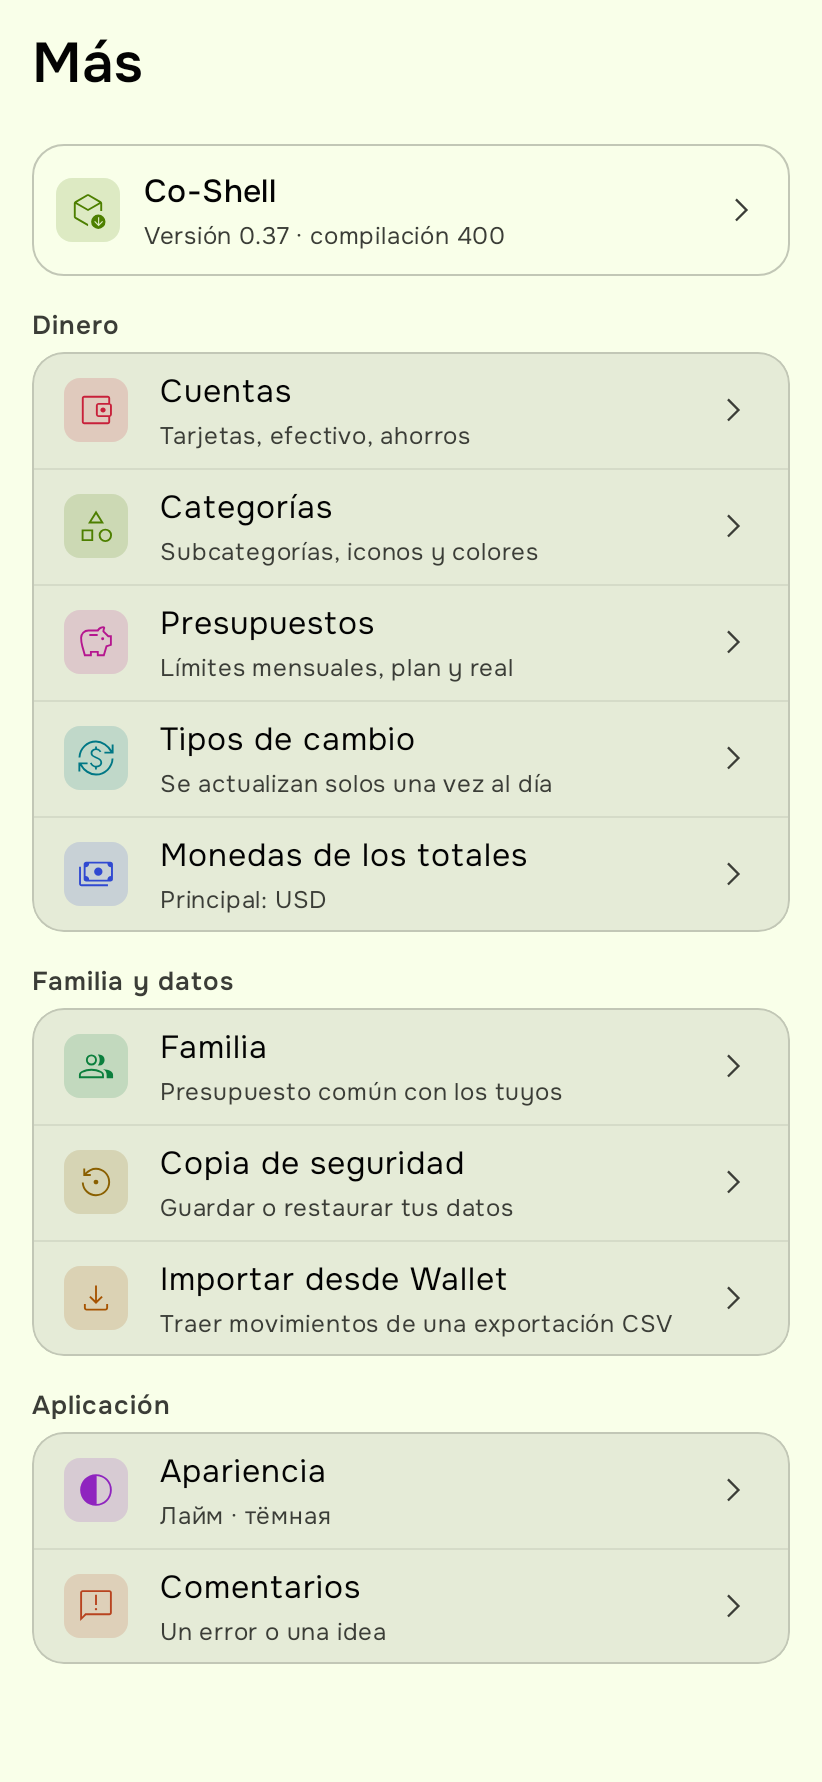 Más
Co-Shell
Versión 0.37 · compilación 400
Dinero
Cuentas
Tarjetas, efectivo, ahorros
Categorías
Subcategorías, iconos y colores
Presupuestos
Límites mensuales, plan y real
Tipos de cambio
Se actualizan solos una vez al día
Monedas de los totales
Principal: USD
Familia y datos
Familia
Presupuesto común con los tuyos
Copia de seguridad
Guardar o restaurar tus datos
Importar desde Wallet
Traer movimientos de una exportación CSV
Aplicación
Apariencia
Лайм · тёмная
Comentarios
Un error o una idea